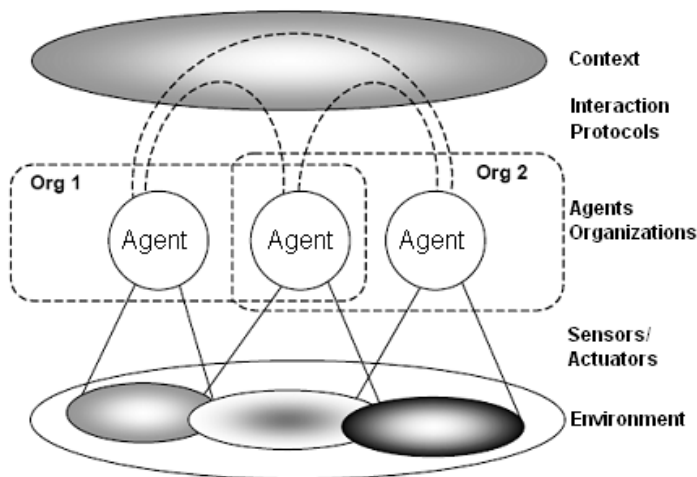 Context
Interaction
Protocols
Org 1
Org 2
Agent
Agent
Agent
Agents
Organizations
Sensors/
Actuators
Environment